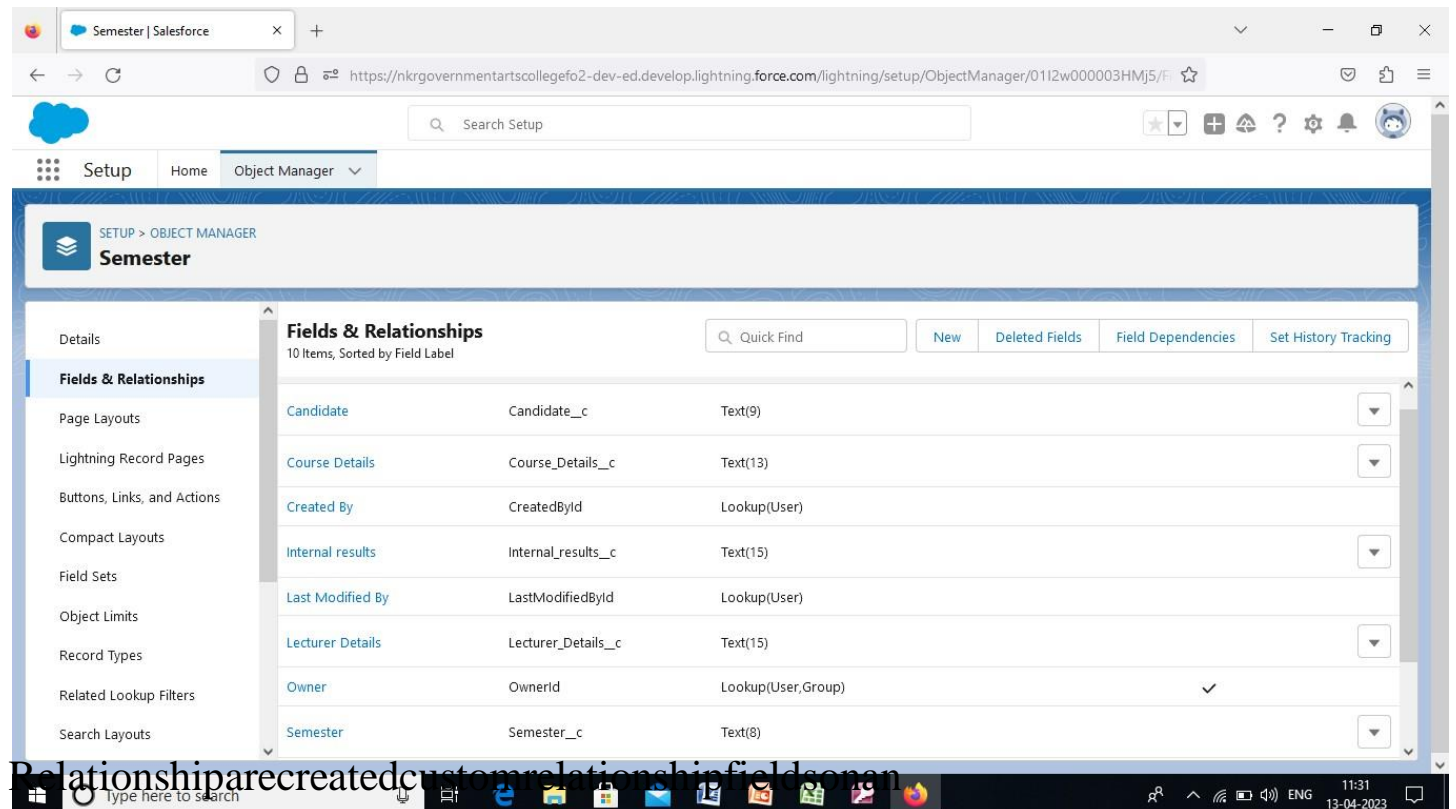 Semester | Salesforce
https://nkrgovernmentartscollegefo2-dev-ed.develop.lightning.force.com/lightning/setup/ObjectManager/01I2w000003HMj5/
Search Setup
Setup Home Object Manager
SETUP > OBJECT MANAGER
Semester
Details
Fields & Relationships
Page Layouts
Lightning Record Pages
Buttons, Links, and Actions
Compact Layouts
Field Sets
Object Limits
Record Types
Related Lookup Filters
Search Layouts
Fields & Relationships
10 Items, Sorted by Field Label
Quick Find New Deleted Fields Field Dependencies Set History Tracking
Candidate Candidate__c Text(9)
Course Details Course_Details__c Text(13)
Created By CreatedById Lookup(User)
Internal results Internal_results__c Text(15)
Last Modified By LastModifiedById Lookup(User)
Lecturer Details Lecturer_Details__c Text(15)
Owner OwnerId Lookup(User,Group)
Semester Semester__c Text(8)
Relationshiparecreatedcustomrelationshipfieldsonan
Type here to search
ENG 11:31
13-04-2023